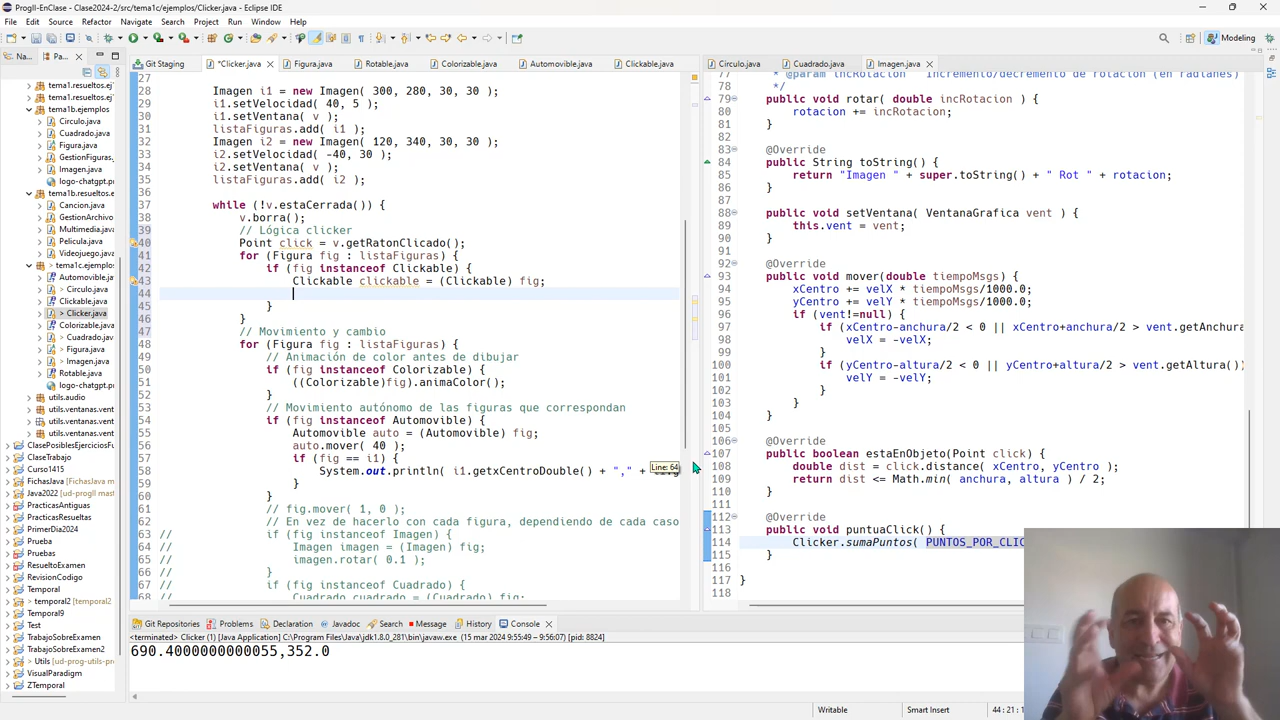 ProgII-EnClase - Clase2024-2/src/tema1c/ejemplos/Clicker.java - Eclipse IDE
File Edit Source Refactor Navigate Search Project Run Window Help
Modeling
Na... Pa...
Git Staging *Clicker.java Figura.java Rotable.java Colorizable.java Automovible.java Clickable.java
Circulo.java Cuadrado.java Imagen.java
tema1.resueltos.ej
tema1.resueltos.ej
tema1b.ejemplos
Circulo.java
Cuadrado.java
Figura.java
GestionFiguras
Imagen.java
logo-chatgpt.p
tema1b.resueltos.e
Cancion.java
GestionArchivo
Multimedia.java
Pelicula.java
Videojuego.java
> tema1c.ejemplos
Automovible.java
> Circulo.java
Clickable.java
> Clicker.java
Colorizable.java
> Cuadrado.java
> Figura.java
> Imagen.java
Rotable.java
logo-chatgpt.p
utils.audio
utils.ventanas.vent
utils.ventanas.vent
utils.ventanas.vent
ClasePosiblesEjerciciosF
ClasesResueltos
Curso1415
FichasJava [FichasJava m
Java2022 [ud-progII mast
PracticasAntiguas
PracticasResueltas
PrimerDia2024
Prueba
Pruebas
ResueltoExamen
RevisionCodigo
Temporal
> temporal2 [temporal2
Temporal9
Test
TrabajoSobreExamen
TrabajoSobreExamen2
> Utils [ud-prog-utils-pr
VisualParadigm
ZTemporal
27
28 Imagen i1 = new Imagen( 300, 280, 30, 30 );
29 i1.setVelocidad( 40, 5 );
30 i1.setVentana( v );
31 listaFiguras.add( i1 );
32 Imagen i2 = new Imagen( 120, 340, 30, 30 );
33 i2.setVelocidad( -40, 30 );
34 i2.setVentana( v );
35 listaFiguras.add( i2 );
36
37 while (!v.estaCerrada()) {
38 v.borra();
39 // Lógica clicker
40 Point click = v.getRatonClicado();
41 for (Figura fig : listaFiguras) {
42 if (fig instanceof Clickable) {
43 Clickable clickable = (Clickable) fig;
44
45 }
46 }
47 // Movimiento y cambio
48 for (Figura fig : listaFiguras) {
49 // Animación de color antes de dibujar
50 if (fig instanceof Colorizable) {
51 ((Colorizable)fig).animaColor();
52 }
53 // Movimiento autónomo de las figuras que correspondan
54 if (fig instanceof Automovible) {
55 Automovible auto = (Automovible) fig;
56 auto.mover( 40 );
57 if (fig == i1) {
58 System.out.println( i1.getxCentroDouble() + "," +
59 }
60 }
61 // fig.mover( 1, 0 );
62 // En vez de hacerlo con cada figura, dependiendo de cada caso
63 // if (fig instanceof Imagen) {
64 // Imagen imagen = (Imagen) fig;
65 // imagen.rotar( 0.1 );
66 // }
67 // if (fig instanceof Cuadrado) {
68 // Cuadrado cuadrado = (Cuadrado) fig;
Line: 64
77 * @param incRotacion Incremento/decremento de rotación (en radianes)
78 */
79 public void rotar( double incRotacion ) {
80 rotacion += incRotacion;
81 }
82
83 @Override
84 public String toString() {
85 return "Imagen " + super.toString() + " Rot " + rotacion;
86 }
87
88 public void setVentana( VentanaGrafica vent ) {
89 this.vent = vent;
90 }
91
92 @Override
93 public void mover(double tiempoMsgs) {
94 xCentro += velX * tiempoMsgs/1000.0;
95 yCentro += velY * tiempoMsgs/1000.0;
96 if (vent!=null) {
97 if (xCentro-anchura/2 < 0 || xCentro+anchura/2 > vent.getAnchura
98 velX = -velX;
99 }
100 if (yCentro-altura/2 < 0 || yCentro+altura/2 > vent.getAltura())
101 velY = -velY;
102 }
103 }
104 }
105
106 @Override
107 public boolean estaEnObjeto(Point click) {
108 double dist = click.distance( xCentro, yCentro );
109 return dist <= Math.min( anchura, altura ) / 2;
110 }
111
112 @Override
113 public void puntuaClick() {
114 Clicker.sumaPuntos( PUNTOS_POR_CLIC
115 }
116
117 }
118
Git Repositories Problems Declaration Javadoc Search Message History Console
<terminated> Clicker (1) [Java Application] C:\Program Files\Java\jdk1.8.0_281\bin\javaw.exe (15 mar 2024 9:55:49 – 9:56:07) [pid: 8824]
690.4000000000055,352.0
Writable Smart Insert 44 : 21 : 1